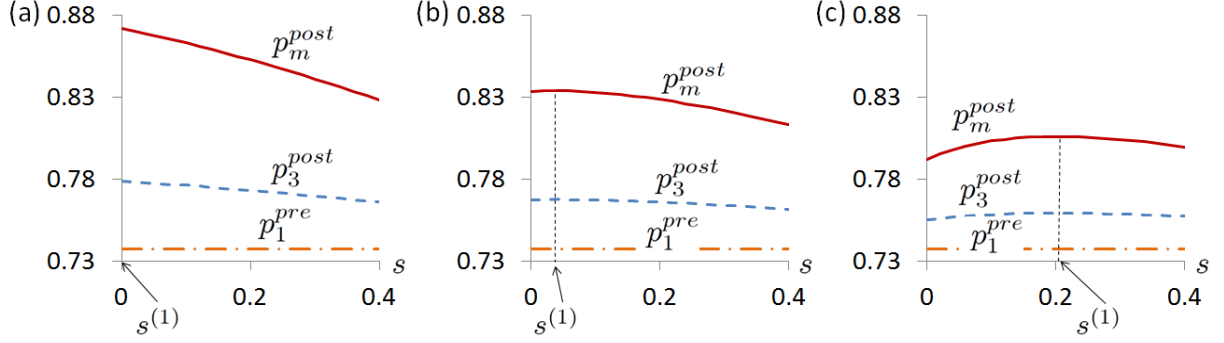 (a)
0.88
0.83
0.78
0.73
p_m^{post}
p_3^{post}
p_1^{pre}
s
0
0.2
0.4
s^{(1)}
(b)
0.88
0.83
0.78
0.73
p_m^{post}
p_3^{post}
p_1^{pre}
s
0
0.2
0.4
s^{(1)}
(c)
0.88
0.83
0.78
0.73
p_m^{post}
p_3^{post}
p_1^{pre}
s
0
0.2
0.4
s^{(1)}